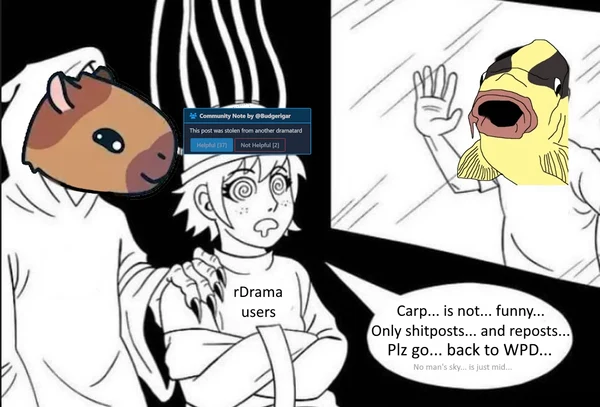 Community Note by @Budgerigar
This post was stolen from another dramatard
Helpful (37)
Not Helpful (2)
rDrama
users
Carp... is not... funny...
Only shitposts... and reposts...
Plz go... back to WPD...
No man's sky... is just mid...